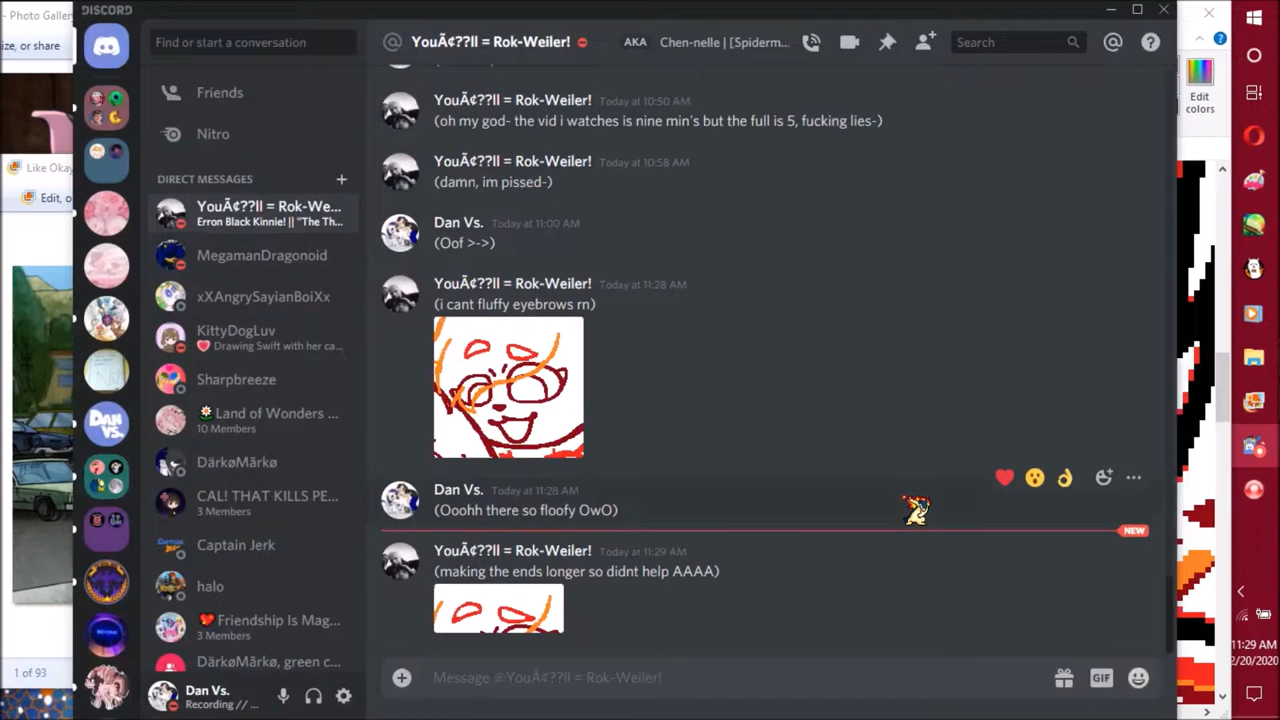 - Photo Gallery
ize, or share
Like Okay
Edit, o
1 of 93
DISCORD
Find or start a conversation
Friends
Nitro
DIRECT MESSAGES
YouÃ¢??ll = Rok-We...
Erron Black Kinnie! || "The Th...
MegamanDragonoid
xXAngrySayianBoiXx
KittyDogLuv
Drawing Swift with her ca...
Sharpbreeze
Land of Wonders ...
10 Members
DärkøMãrkø
CAL! THAT KILLS PE...
3 Members
Captain Jerk
halo
Friendship Is Mag...
3 Members
DärkøMãrkø, green c...
DAN
VS.
BEYOND
Dan Vs.
Recording // ...
@ YouÃ¢??ll = Rok-Weiler! AKA Chen-nelle | [Spiderm...
Search
YouÃ¢??ll = Rok-Weiler! Today at 10:50 AM
(oh my god- the vid i watches is nine min's but the full is 5, fucking lies-)
YouÃ¢??ll = Rok-Weiler! Today at 10:58 AM
(damn, im pissed-)
Dan Vs. Today at 11:00 AM
(Oof >->)
YouÃ¢??ll = Rok-Weiler! Today at 11:28 AM
(i cant fluffy eyebrows rn)
Dan Vs. Today at 11:28 AM
(Ooohh there so floofy OwO)
NEW
YouÃ¢??ll = Rok-Weiler! Today at 11:29 AM
(making the ends longer so didnt help AAAA)
Message @YouÃ¢??ll = Rok-Weiler!
GIF
Edit
colors
11:29 AM
2/20/2020